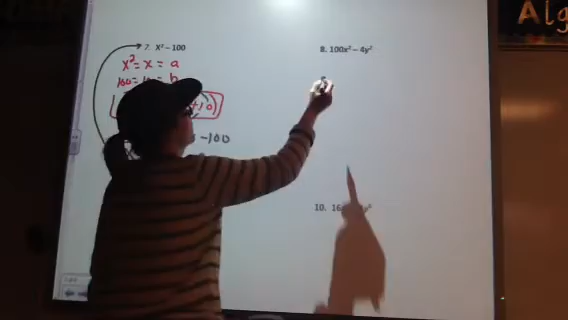 Alg
7. X² – 100
X² = X = a
100 = = b
+10)
-100
8. 100x² – 4y²
10. 16